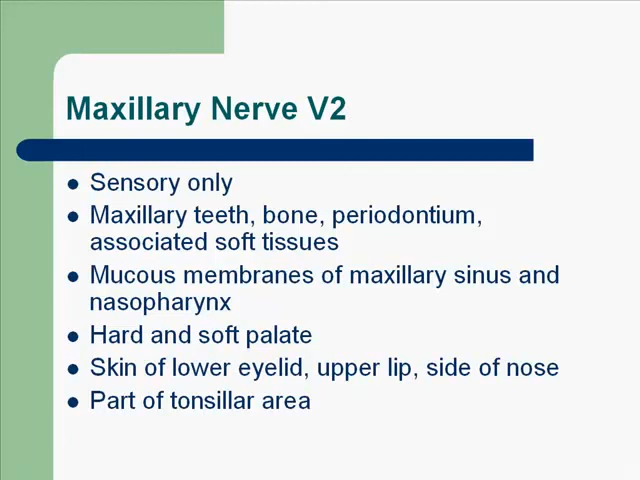 Maxillary Nerve V2
Sensory only
Maxillary teeth, bone, periodontium,
associated soft tissues
Mucous membranes of maxillary sinus and
nasopharynx
Hard and soft palate
Skin of lower eyelid, upper lip, side of nose
Part of tonsillar area